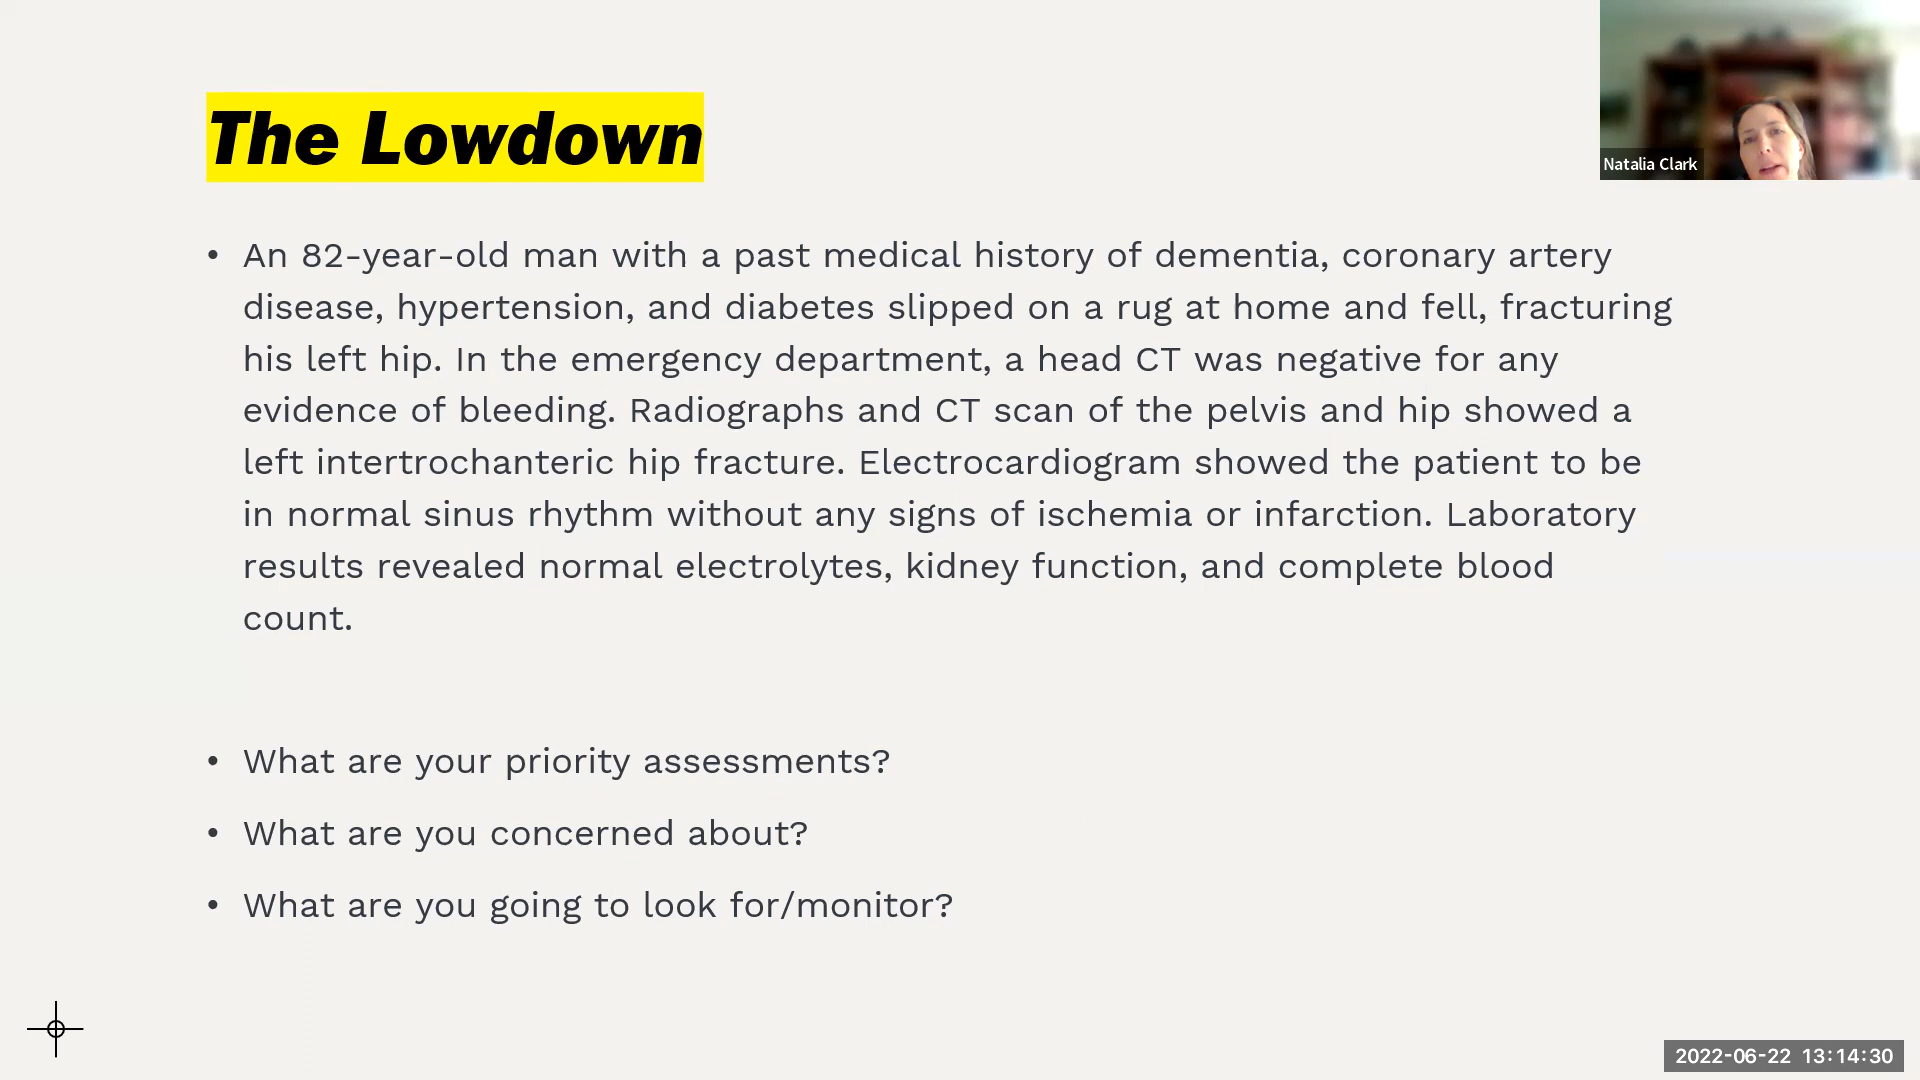 The Lowdown
Natalia Clark
• An 82-year-old man with a past medical history of dementia, coronary artery
disease, hypertension, and diabetes slipped on a rug at home and fell, fracturing
his left hip. In the emergency department, a head CT was negative for any
evidence of bleeding. Radiographs and CT scan of the pelvis and hip showed a
left intertrochanteric hip fracture. Electrocardiogram showed the patient to be
in normal sinus rhythm without any signs of ischemia or infarction. Laboratory
results revealed normal electrolytes, kidney function, and complete blood
count.
• What are your priority assessments?
• What are you concerned about?
• What are you going to look for/monitor?
2022-06-22 13:14:30